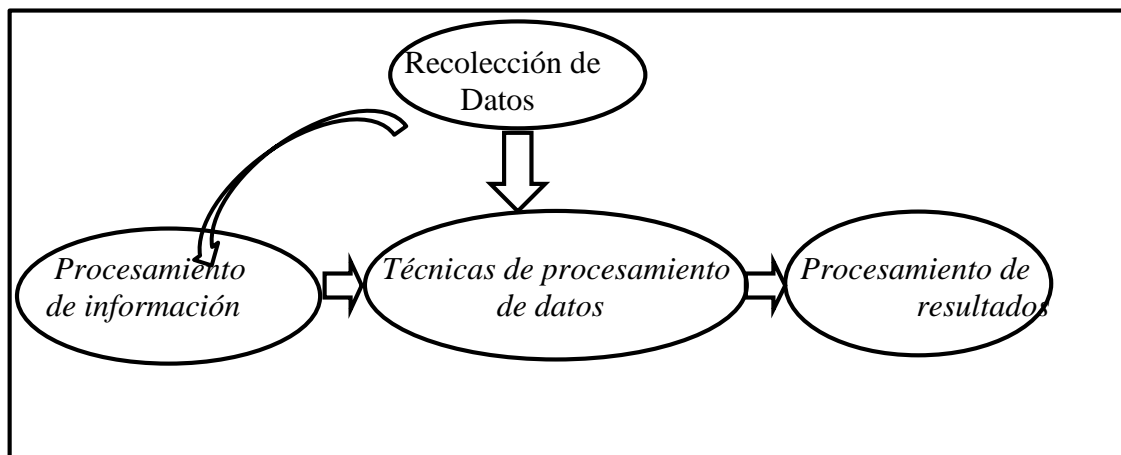 Recolección de
Datos
Procesamiento
de información
Técnicas de procesamiento
de datos
Procesamiento de
resultados